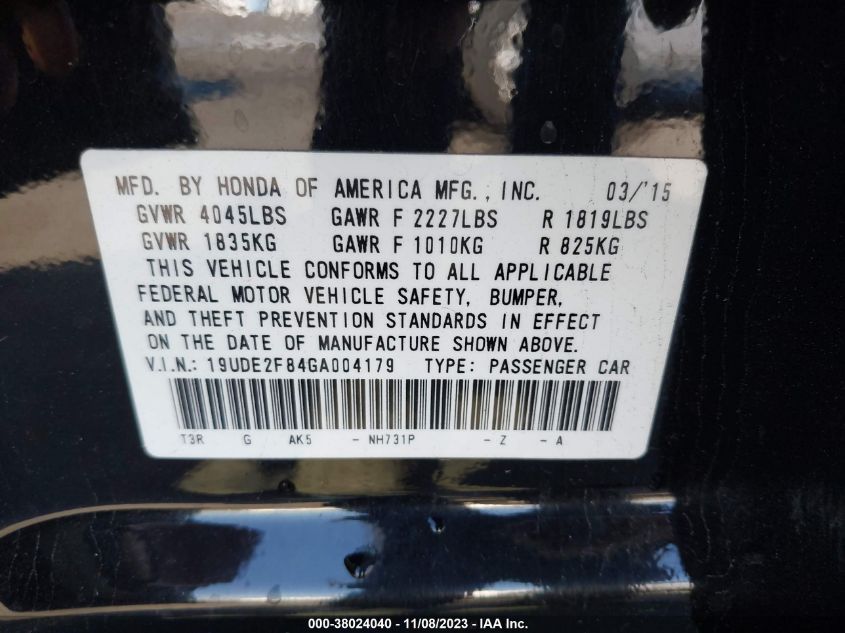 MFD. BY HONDA OF AMERICA MFG., INC. 03/'15
GVWR 4045LBS GAWR F 2227LBS R 1819LBS
GVWR 1835KG GAWR F 1010KG R 825KG
THIS VEHICLE CONFORMS TO ALL APPLICABLE
FEDERAL MOTOR VEHICLE SAFETY, BUMPER,
AND THEFT PREVENTION STANDARDS IN EFFECT
ON THE DATE OF MANUFACTURE SHOWN ABOVE.
V.I.N.: 19UDE2F84GA004179 TYPE: PASSENGER CAR
T3R G AK5 - NH731P - Z - A
000-38024040 - 11/08/2023 - IAA Inc.